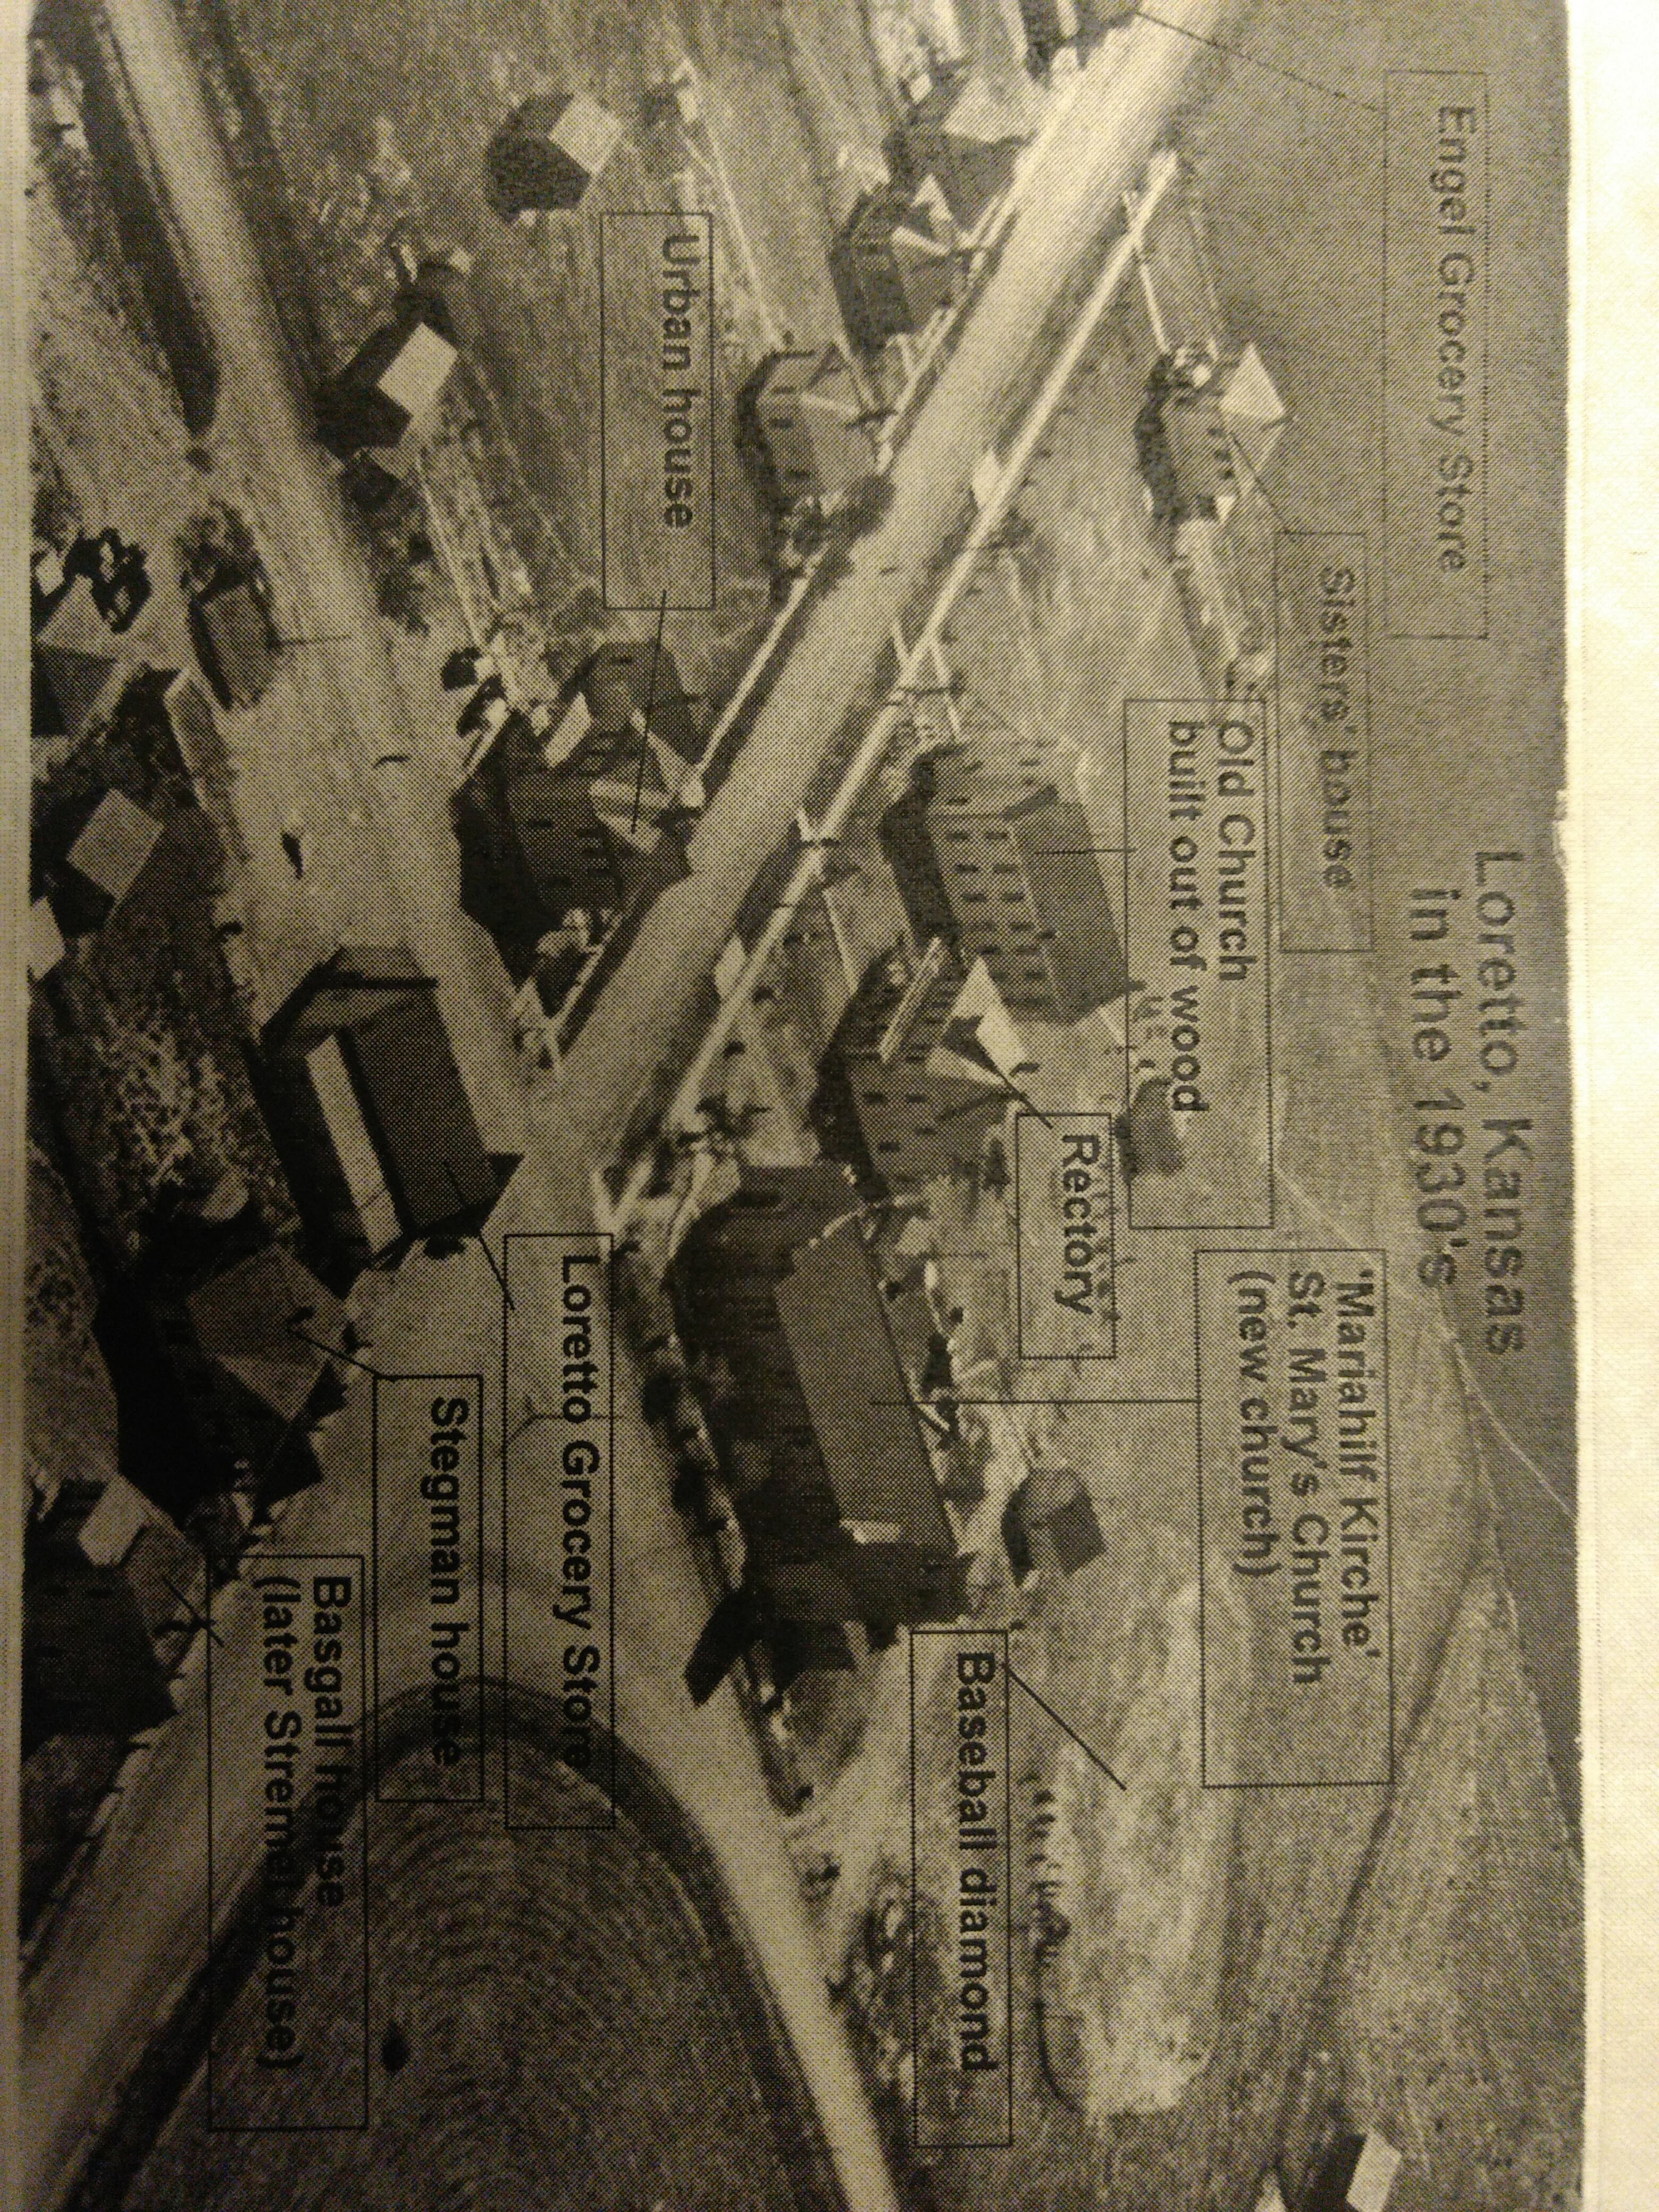 Loretto, Kansas
in the 1930's
Engel Grocery Store
Sisters' house
'Mariahilf Kirche'
St. Mary's Church
(new church)
Old Church
built out of wood
Rectory
Baseball diamond
Urban house
Loretto Grocery Store
Stegman house
Basgall house
(later Stremel house)